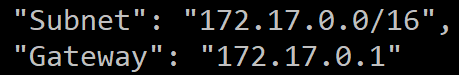 "Subnet": "172.17.0.0/16",
"Gateway": "172.17.0.1"